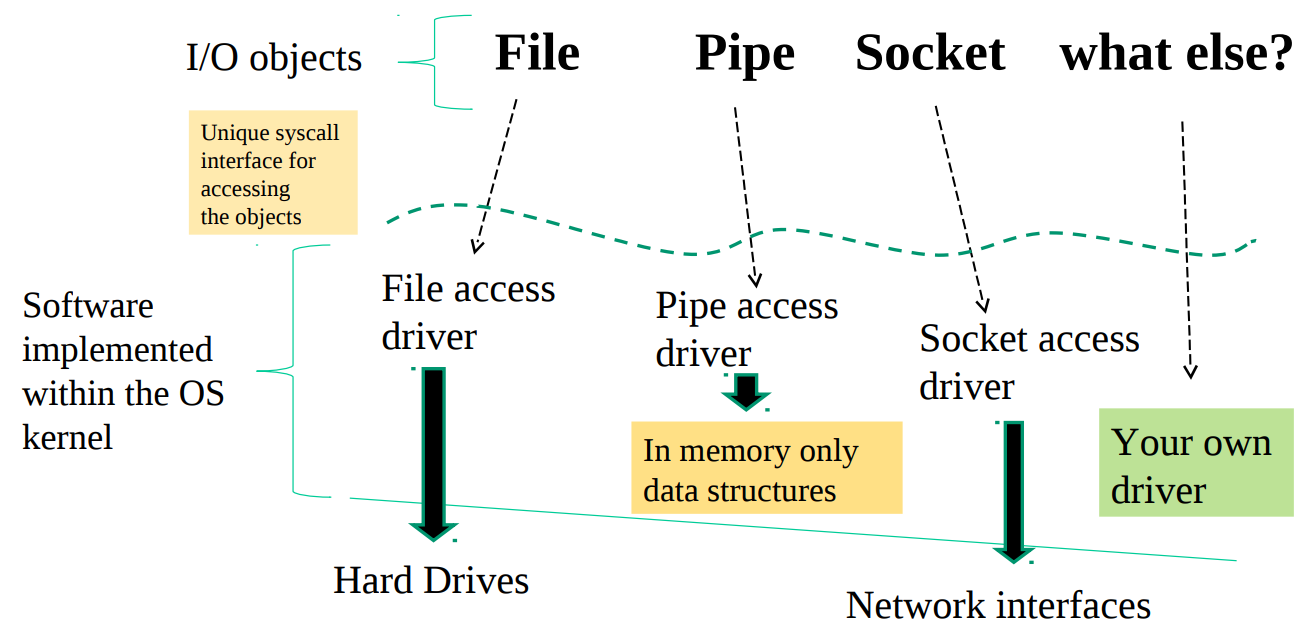 I/O objects
File
Pipe
Socket
what else?
Unique syscall
interface for
accessing
the objects
Software
implemented
within the OS
kernel
File access
driver
Pipe access
driver
Socket access
driver
In memory only
data structures
Your own
driver
Hard Drives
Network interfaces